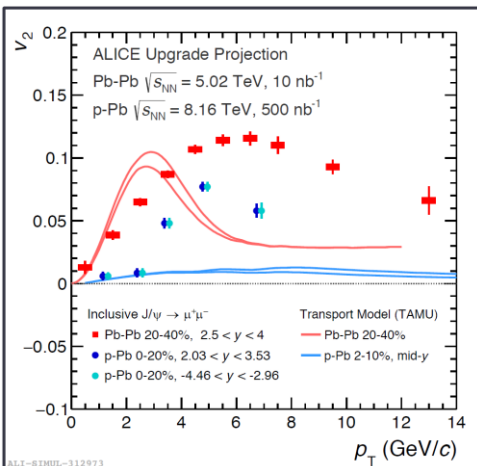 v₂
0.2
ALICE Upgrade Projection
Pb-Pb √sNN = 5.02 TeV, 10 nb⁻¹
p-Pb √sNN = 8.16 TeV, 500 nb⁻¹
0.15
0.1
0.05
0
Inclusive J/ψ → μ⁺μ⁻
Pb-Pb 20-40%, 2.5 < y < 4
p-Pb 0-20%, 2.03 < y < 3.53
p-Pb 0-20%, -4.46 < y < -2.96
Transport Model (TAMU)
Pb-Pb 20-40%
p-Pb 2-10%, mid-y
−0.05
−0.1
0 2 4 6 8 10 12 14
pT (GeV/c)
ALI-SIMUL-312973